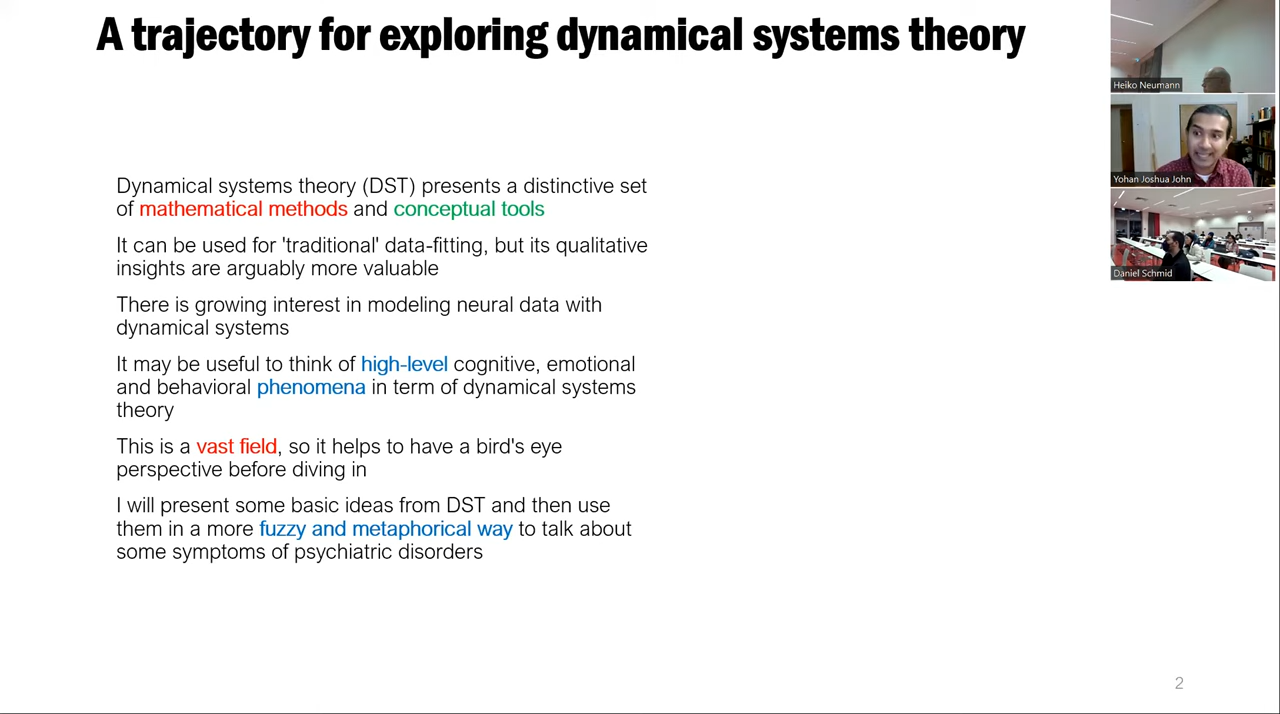 A trajectory for exploring dynamical systems theory
Dynamical systems theory (DST) presents a distinctive set
of mathematical methods and conceptual tools
It can be used for 'traditional' data-fitting, but its qualitative
insights are arguably more valuable
There is growing interest in modeling neural data with
dynamical systems
It may be useful to think of high-level cognitive, emotional
and behavioral phenomena in term of dynamical systems
theory
This is a vast field, so it helps to have a bird's eye
perspective before diving in
I will present some basic ideas from DST and then use
them in a more fuzzy and metaphorical way to talk about
some symptoms of psychiatric disorders
Heiko Neumann
Yohan Joshua John
Daniel Schmid
2